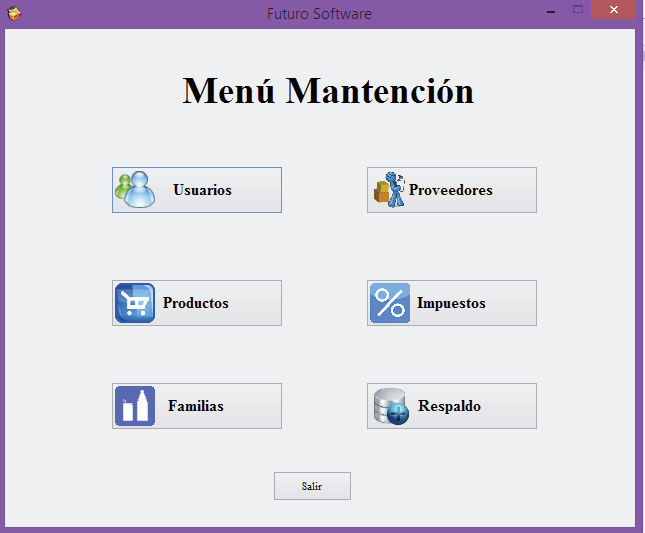 Futuro Software
Menú Mantención
Usuarios
Proveedores
Productos
Impuestos
Familias
Respaldo
Salir